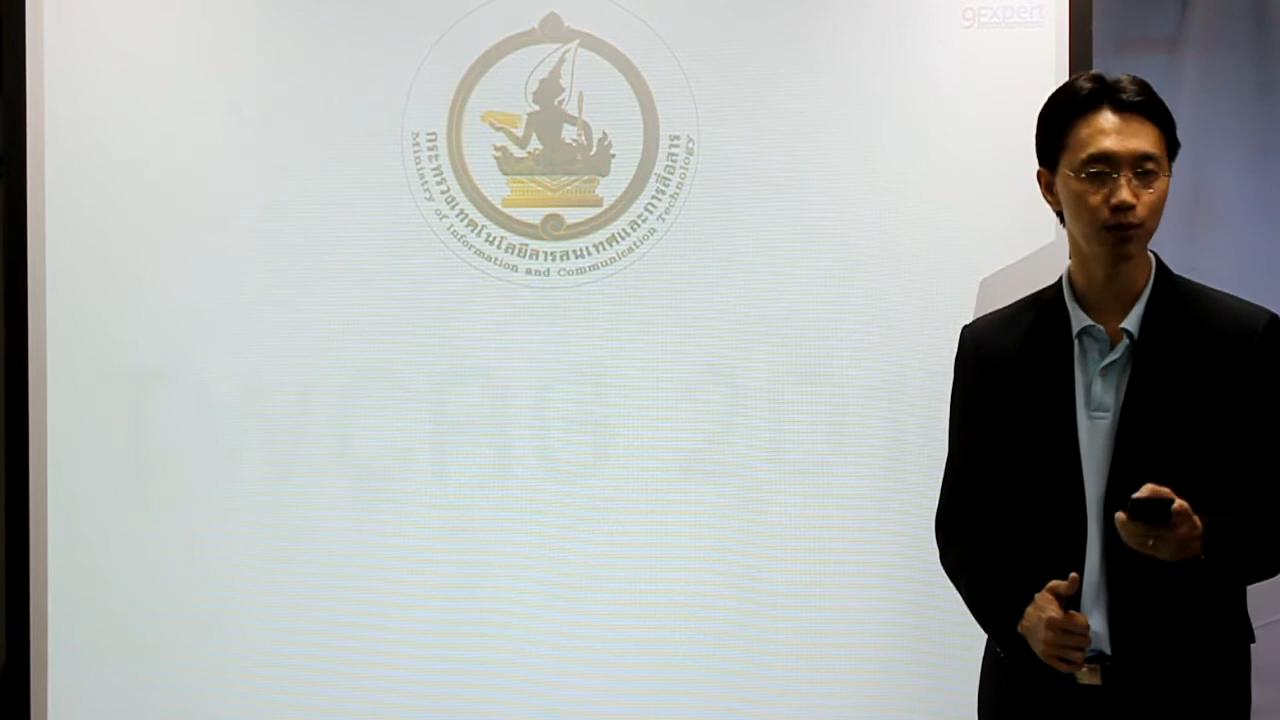 9Expert
กระทรวงเทคโนโลยีสารสนเทศและการสื่อสาร
Ministry of Information and Communication Technology